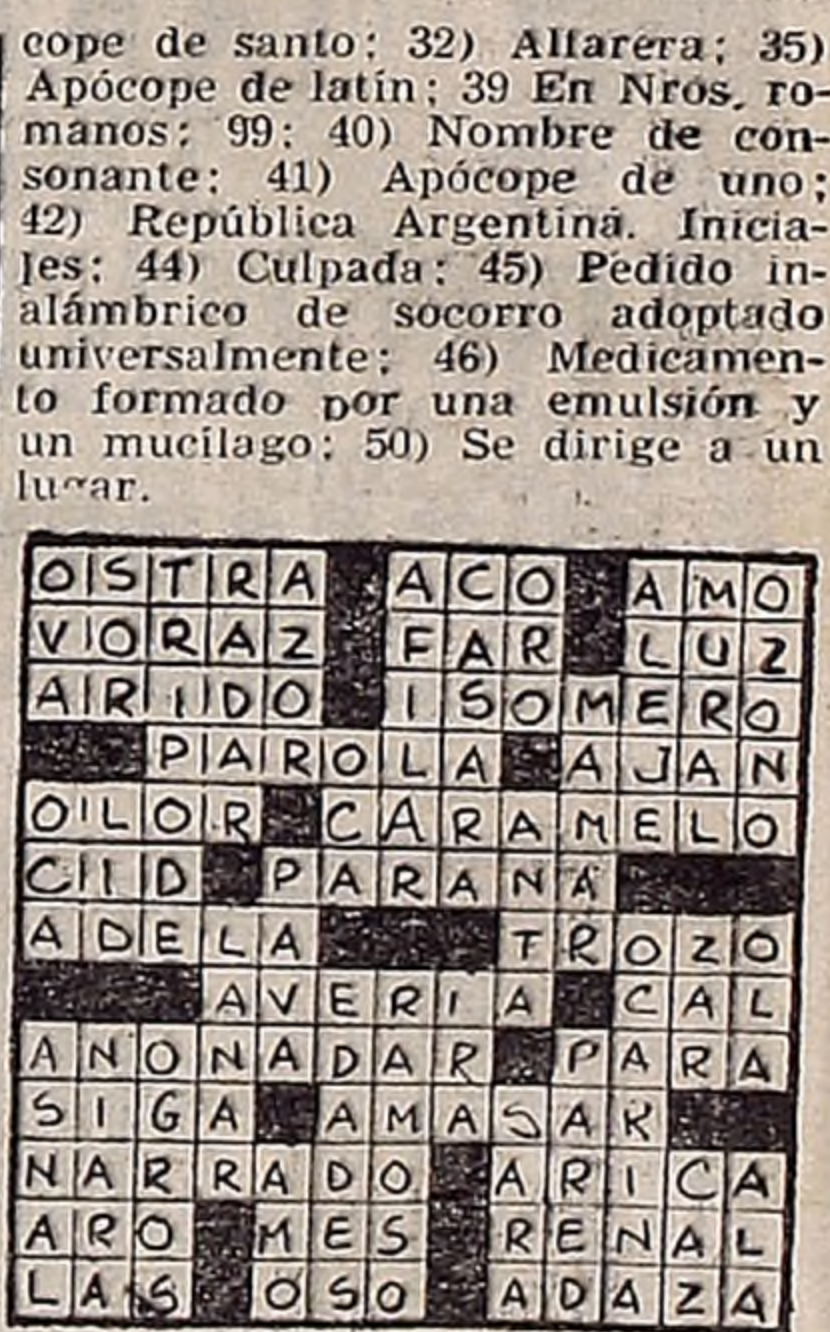 cope de santo; 32) Alfarera; 35)
Apócope de latín; 39 En Nros. ro-
manos: 99; 40) Nombre de con-
sonante; 41) Apócope de uno;
42) República Argentina. Inicia-
les; 44) Culpada; 45) Pedido in-
alámbrico de socorro adoptado
universalmente; 46) Medicamen-
to formado por una emulsión y
un mucílago; 50) Se dirige a un
lugar.
OSTRA ACO AMO
VORAZ FAR LUZ
ARIDO ISOMERO
PAROLA AJAN
OLOR CARAMELO
CID PARANA
ADELA TROZO
AVERIA CAL
ANONADAR PARA
SIGA AMASAR
NARRADO ARICA
ARO MES RENAL
LAS OSO ADAZA